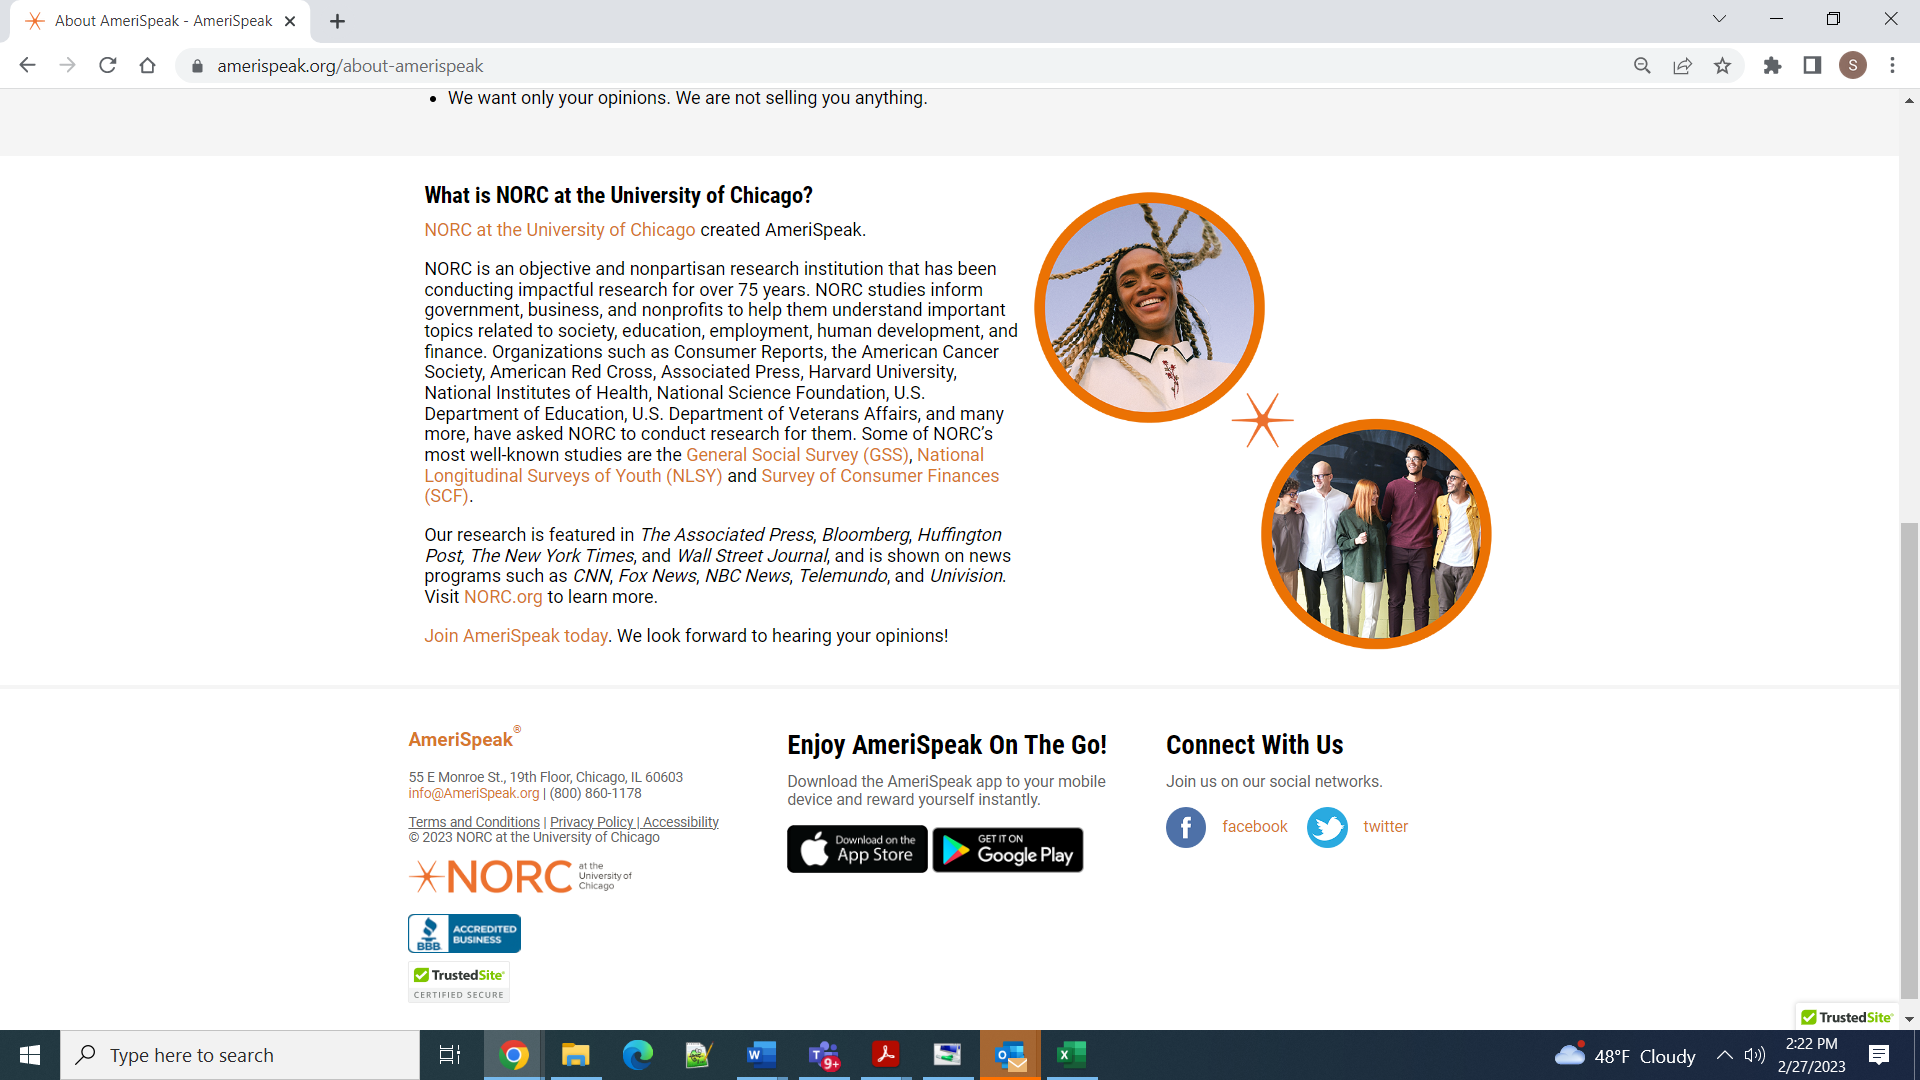 About AmeriSpeak - AmeriSpeak
amerispeak.org/about-amerispeak
S
• We want only your opinions. We are not selling you anything.
What is NORC at the University of Chicago?
NORC at the University of Chicago created AmeriSpeak.
NORC is an objective and nonpartisan research institution that has been
conducting impactful research for over 75 years. NORC studies inform
government, business, and nonprofits to help them understand important
topics related to society, education, employment, human development, and
finance. Organizations such as Consumer Reports, the American Cancer
Society, American Red Cross, Associated Press, Harvard University,
National Institutes of Health, National Science Foundation, U.S.
Department of Education, U.S. Department of Veterans Affairs, and many
more, have asked NORC to conduct research for them. Some of NORC’s
most well-known studies are the General Social Survey (GSS), National
Longitudinal Surveys of Youth (NLSY) and Survey of Consumer Finances
(SCF).
Our research is featured in The Associated Press, Bloomberg, Huffington
Post, The New York Times, and Wall Street Journal, and is shown on news
programs such as CNN, Fox News, NBC News, Telemundo, and Univision.
Visit NORC.org to learn more.
Join AmeriSpeak today. We look forward to hearing your opinions!
AmeriSpeak®
55 E Monroe St., 19th Floor, Chicago, IL 60603
info@AmeriSpeak.org | (800) 860-1178
Terms and Conditions | Privacy Policy | Accessibility
© 2023 NORC at the University of Chicago
NORC at the
University of
Chicago
BBB. ACCREDITED
BUSINESS
TrustedSite
CERTIFIED SECURE
Enjoy AmeriSpeak On The Go!
Download the AmeriSpeak app to your mobile
device and reward yourself instantly.
Download on the
App Store
GET IT ON
Google Play
Connect With Us
Join us on our social networks.
facebook
twitter
TrustedSite
Type here to search
9+
48°F Cloudy
2:22 PM
2/27/2023